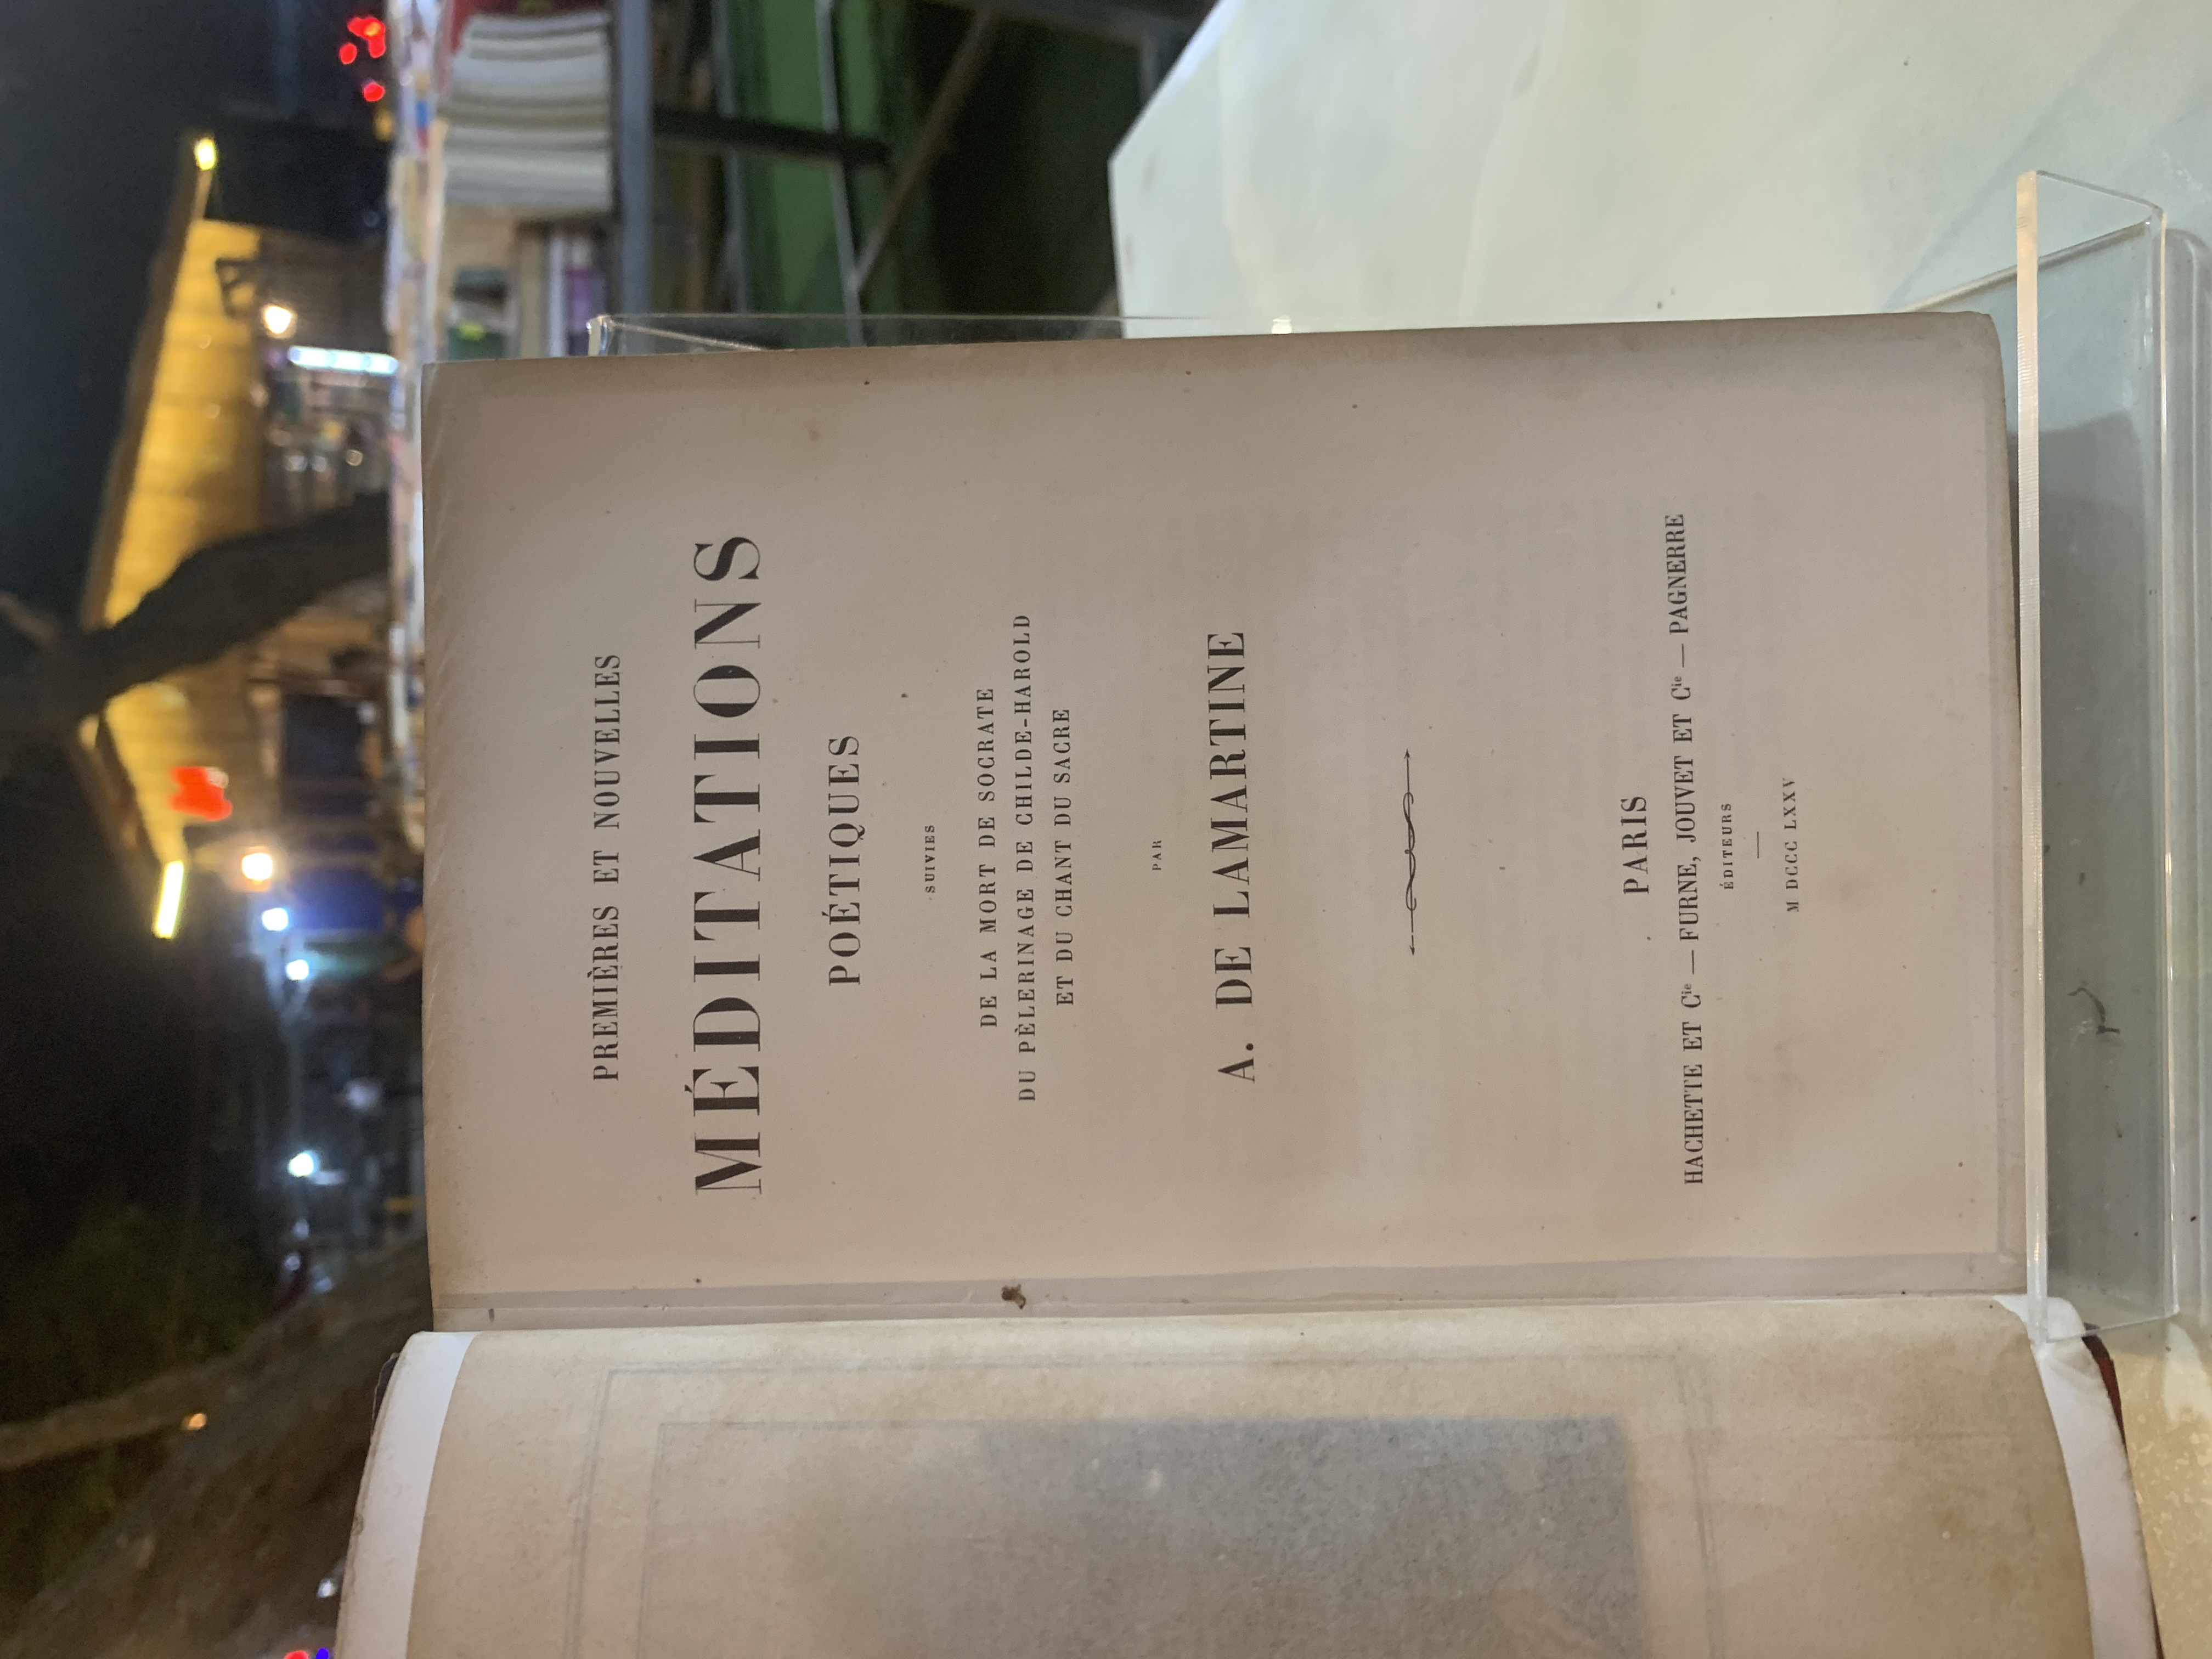 PREMIÈRES ET NOUVELLES
MÉDITATIONS
POÉTIQUES
SUIVIES
DE LA MORT DE SOCRATE
DU PÈLERINAGE DE CHILDE-HAROLD
ET DU CHANT DU SACRE
PAR
A. DE LAMARTINE
PARIS
HACHETTE ET Cie — FURNE, JOUVET ET Cie — PAGNERRE
ÉDITEURS
M DCCC LXXV